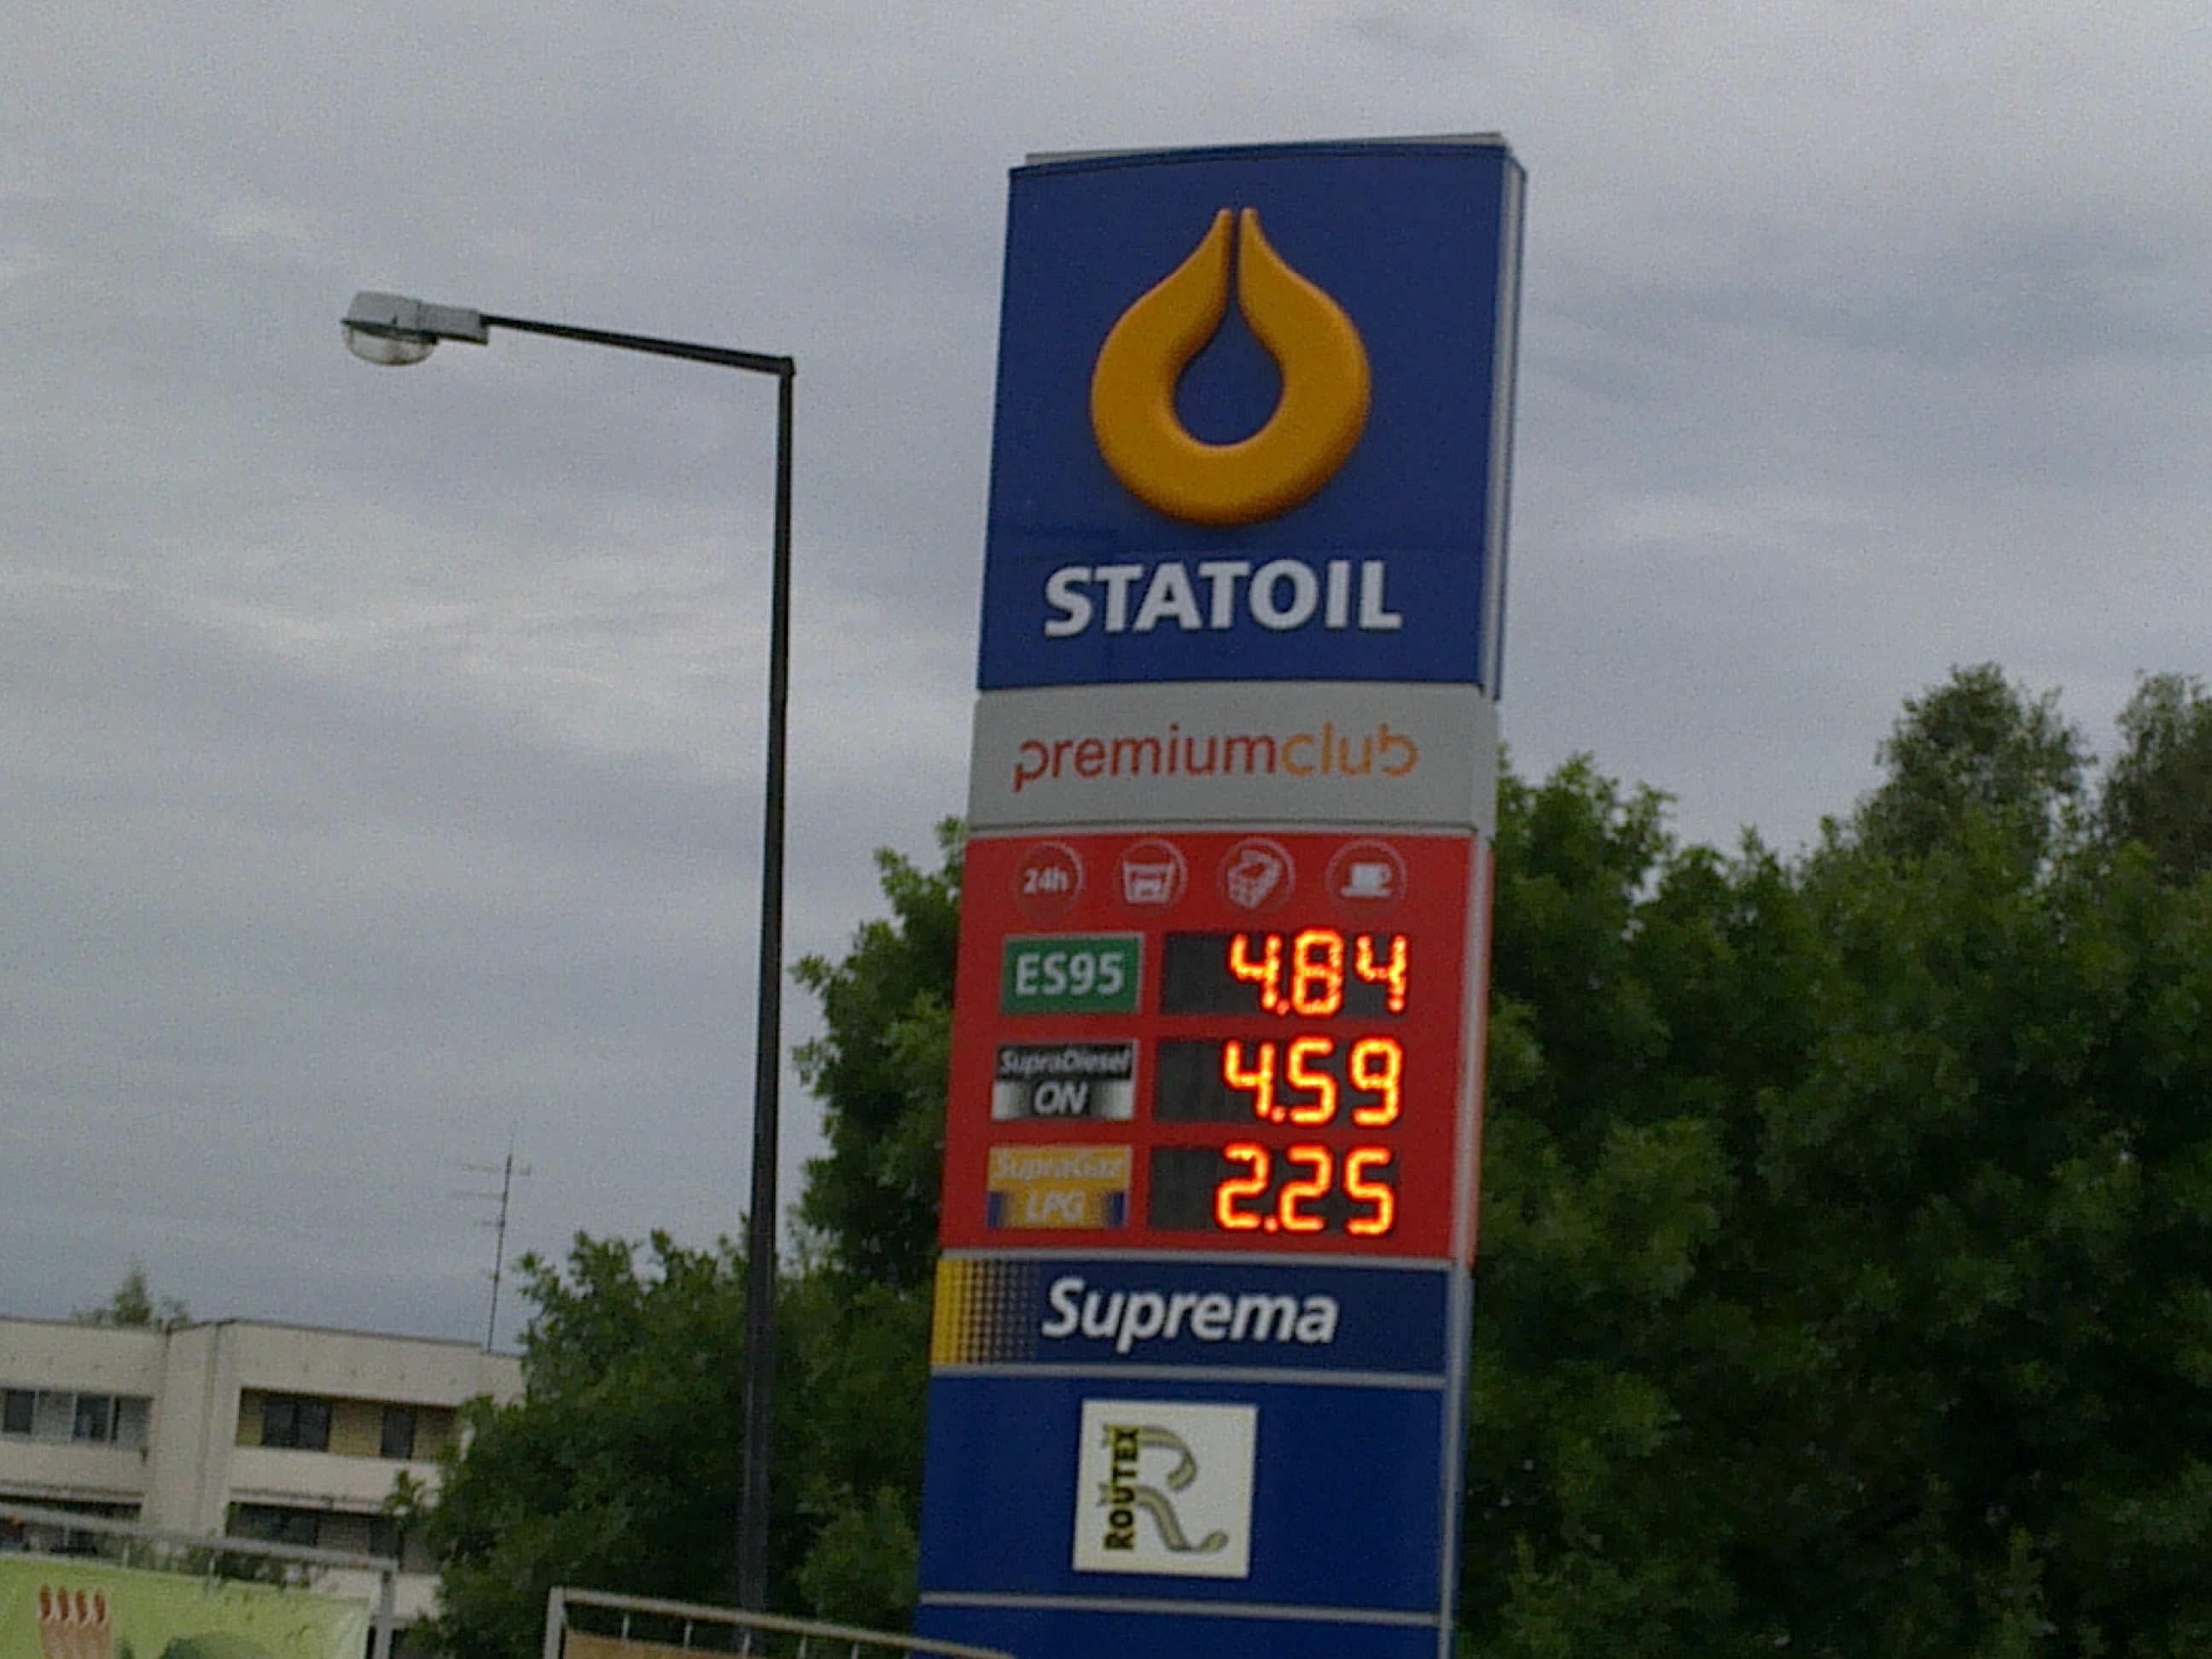 STATOIL
premiumclub
24h
ES95 4.84
SupraDiesel
ON 4.59
SupraGaz
LPG 2.25
Suprema
ROUTEX
R